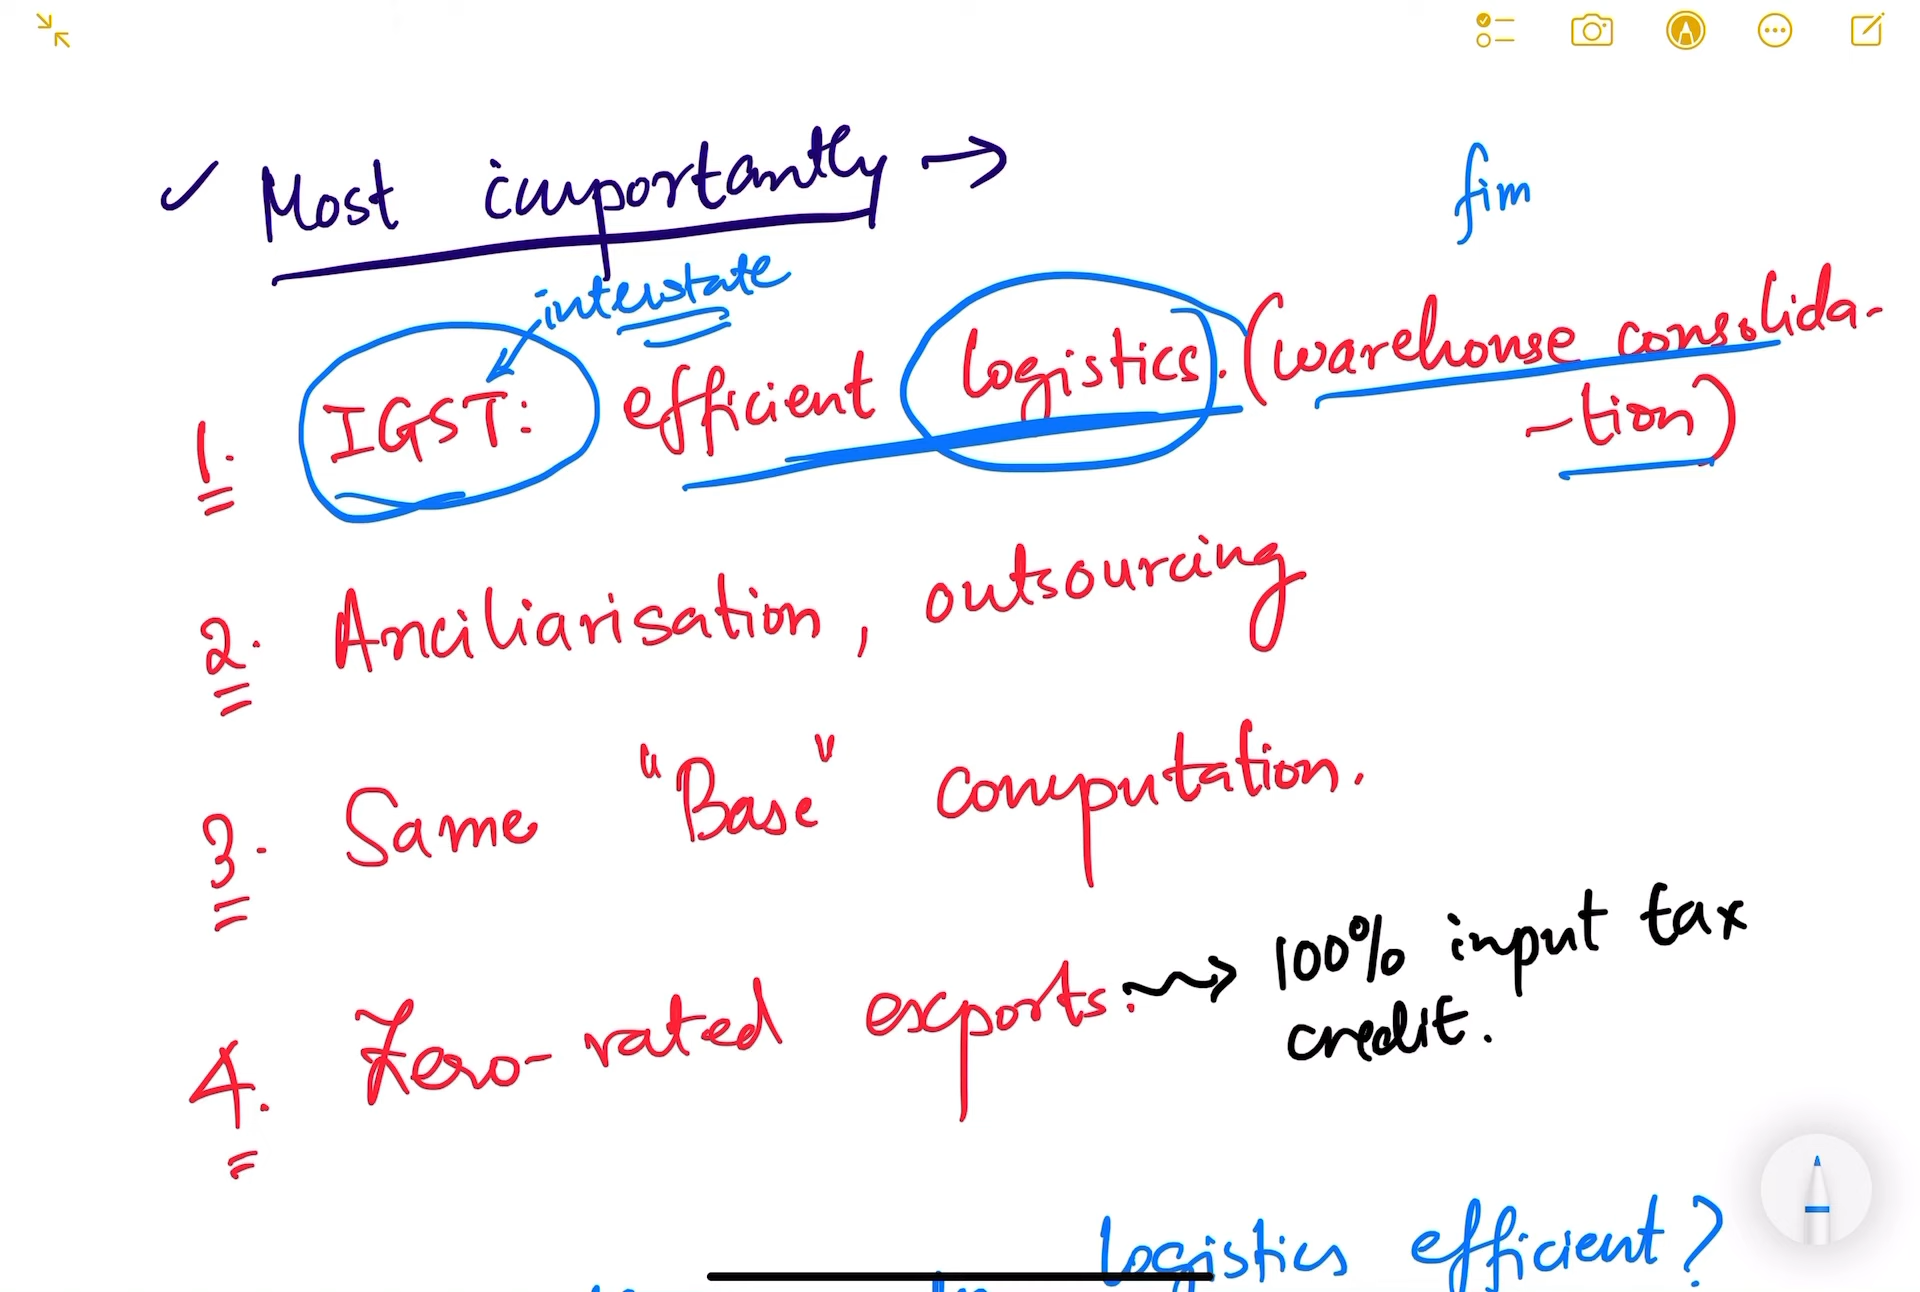 ✓ Most importantly →
fim
interstate
1. IGST: efficient logistics. (warehouse consolida-
-tion)
2. Anciliarisation, outsourcing
3. Same "Base" computation.
4. Zero-rated exports. → 100% input tax
credit.
logistics efficient?